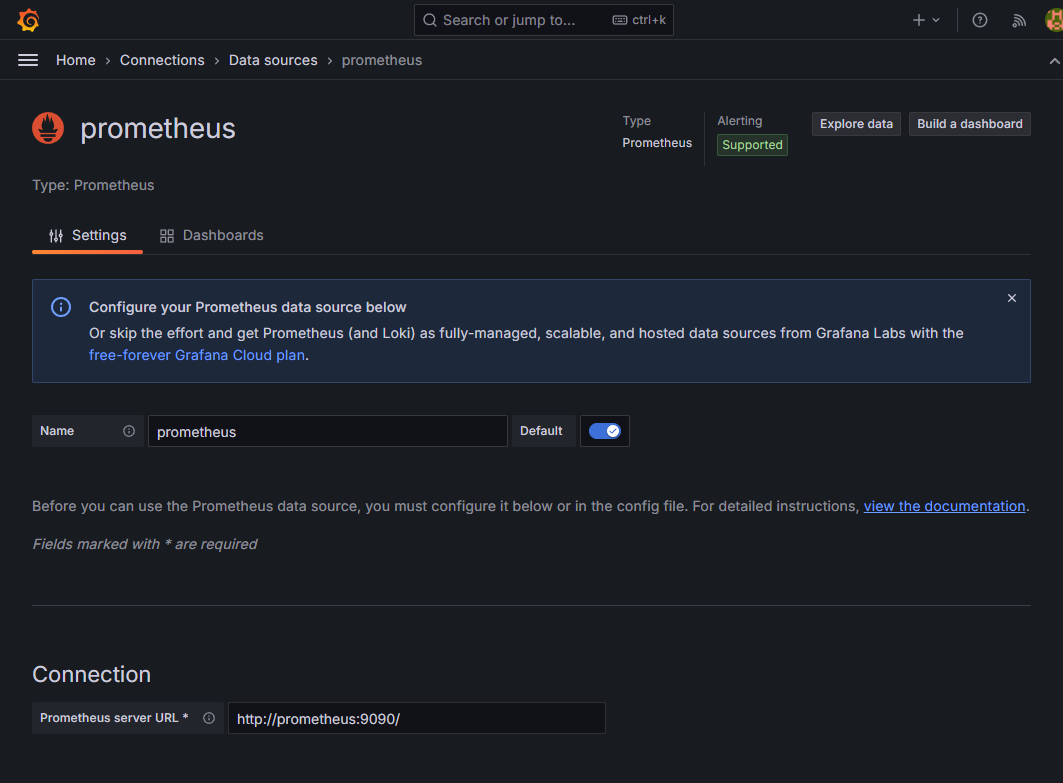 Search or jump to... ctrl+k
Home › Connections › Data sources › prometheus
prometheus
Type
Prometheus
Alerting
Supported
Explore data
Build a dashboard
Type: Prometheus
Settings
Dashboards
Configure your Prometheus data source below
Or skip the effort and get Prometheus (and Loki) as fully-managed, scalable, and hosted data sources from Grafana Labs with the
free-forever Grafana Cloud plan.
Name
prometheus
Default
Before you can use the Prometheus data source, you must configure it below or in the config file. For detailed instructions, view the documentation.
Fields marked with * are required
Connection
Prometheus server URL *
http://prometheus:9090/